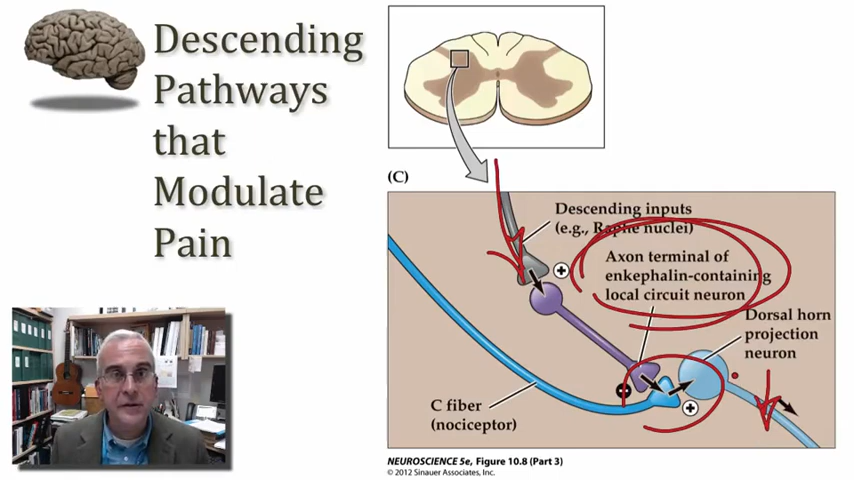 Descending
Pathways
that
Modulate
Pain
(C)
Descending inputs
(e.g., Raphe nuclei)
Axon terminal of
enkephalin-containing
local circuit neuron
Dorsal horn
projection
neuron
C fiber
(nociceptor)
NEUROSCIENCE 5e, Figure 10.8 (Part 3)
© 2012 Sinauer Associates, Inc.